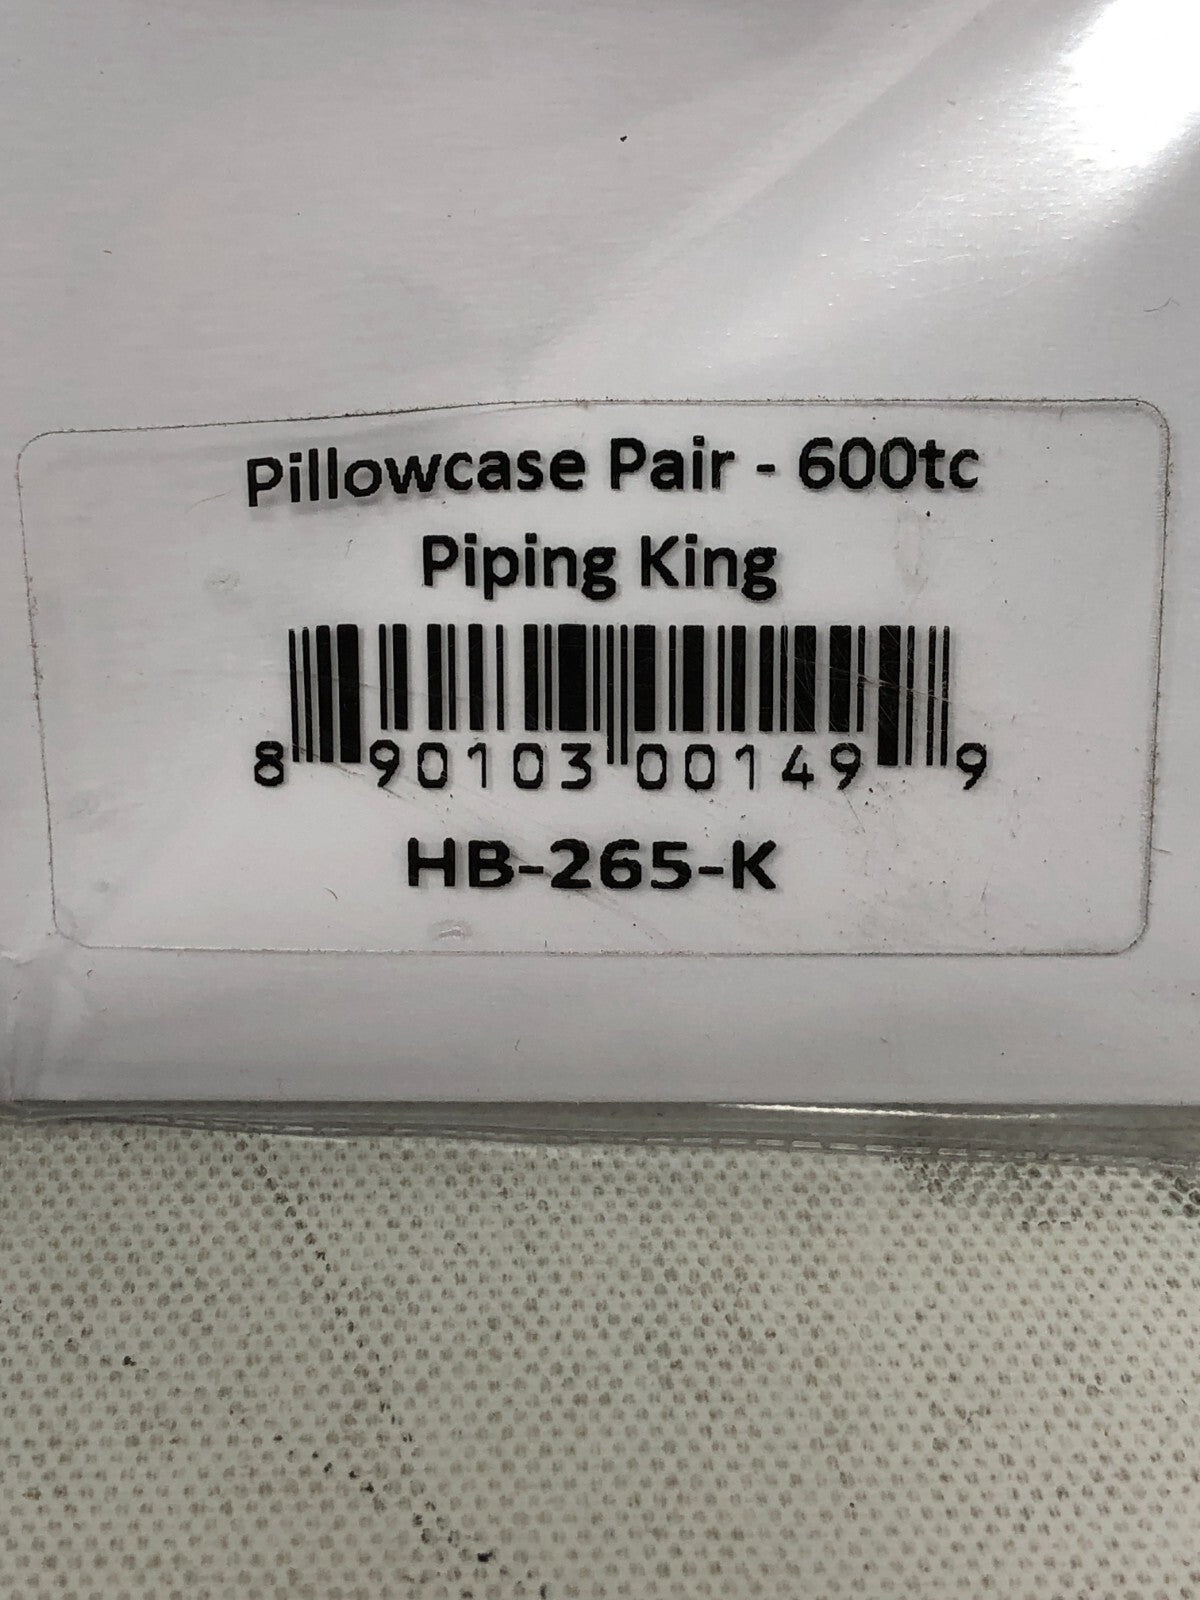 Pillowcase Pair - 600tc
Piping King
8 90103 00149 9
HB-265-K